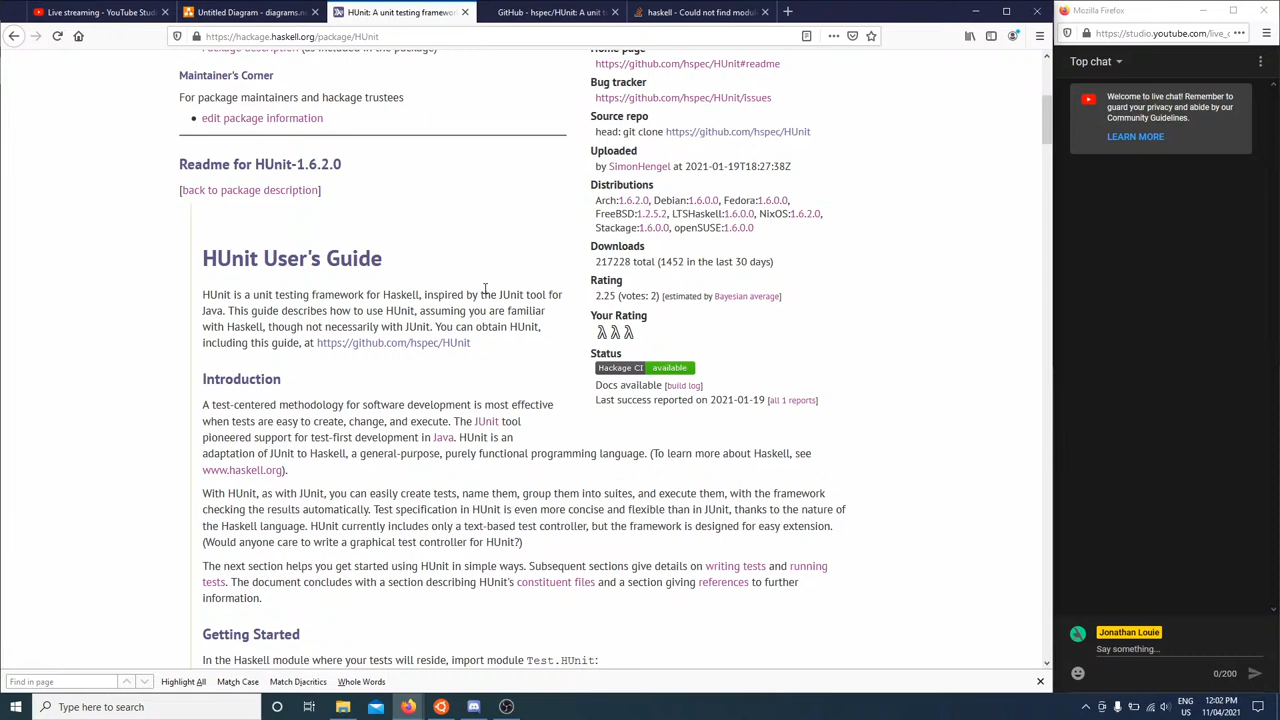 Live streaming - YouTube Studi
Untitled Diagram - diagrams.ne
HUnit: A unit testing framewor
GitHub - hspec/HUnit: A unit t
haskell - Could not find modul
https://hackage.haskell.org/package/HUnit
Package description (as included in the package)
Maintainer's Corner
For package maintainers and hackage trustees
edit package information
Readme for HUnit-1.6.2.0
[back to package description]
HUnit User's Guide
HUnit is a unit testing framework for Haskell, inspired by the JUnit tool for
Java. This guide describes how to use HUnit, assuming you are familiar
with Haskell, though not necessarily with JUnit. You can obtain HUnit,
including this guide, at https://github.com/hspec/HUnit
Introduction
A test-centered methodology for software development is most effective
when tests are easy to create, change, and execute. The JUnit tool
pioneered support for test-first development in Java. HUnit is an
adaptation of JUnit to Haskell, a general-purpose, purely functional programming language. (To learn more about Haskell, see
www.haskell.org).
With HUnit, as with JUnit, you can easily create tests, name them, group them into suites, and execute them, with the framework
checking the results automatically. Test specification in HUnit is even more concise and flexible than in JUnit, thanks to the nature of
the Haskell language. HUnit currently includes only a text-based test controller, but the framework is designed for easy extension.
(Would anyone care to write a graphical test controller for HUnit?)
The next section helps you get started using HUnit in simple ways. Subsequent sections give details on writing tests and running
tests. The document concludes with a section describing HUnit's constituent files and a section giving references to further
information.
Getting Started
In the Haskell module where your tests will reside, import module Test.HUnit:
Home page
https://github.com/hspec/HUnit#readme
Bug tracker
https://github.com/hspec/HUnit/issues
Source repo
head: git clone https://github.com/hspec/HUnit
Uploaded
by SimonHengel at 2021-01-19T18:27:38Z
Distributions
Arch:1.6.2.0, Debian:1.6.0.0, Fedora:1.6.0.0,
FreeBSD:1.2.5.2, LTSHaskell:1.6.0.0, NixOS:1.6.2.0,
Stackage:1.6.0.0, openSUSE:1.6.0.0
Downloads
217228 total (1452 in the last 30 days)
Rating
2.25 (votes: 2) [estimated by Bayesian average]
Your Rating
λ λ λ
Status
Hackage CI available
Docs available [build log]
Last success reported on 2021-01-19 [all 1 reports]
Find in page
Highlight All
Match Case
Match Diacritics
Whole Words
Mozilla Firefox
https://studio.youtube.com/live_c
Top chat
Welcome to live chat! Remember to
guard your privacy and abide by our
Community Guidelines.
LEARN MORE
Jonathan Louie
Say something...
0/200
Type here to search
ENG
US
12:02 PM
11/04/2021